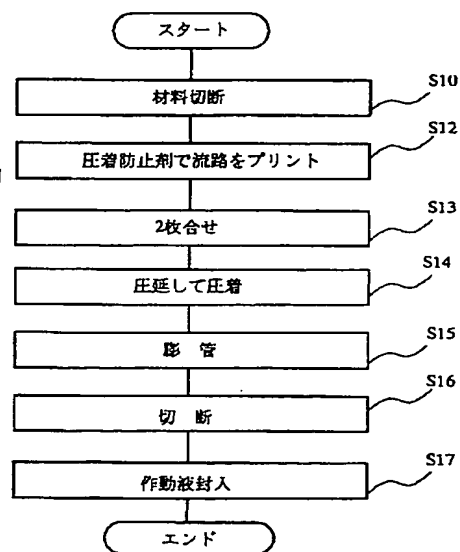 スタート
材料切断
S10
圧着防止剤で流路をプリント
S12
2枚合せ
S13
圧延して圧着
S14
膨 管
S15
切 断
S16
作動液封入
S17
エンド